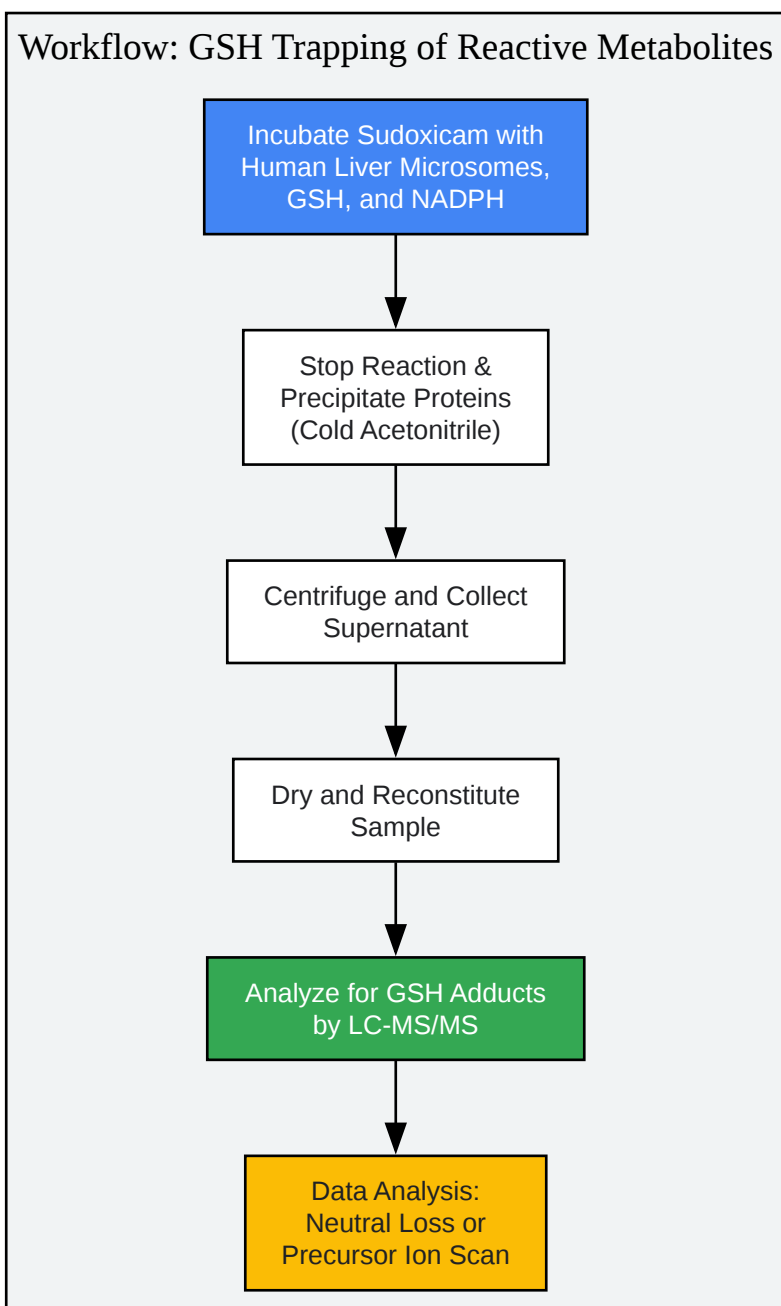 Workflow: GSH Trapping of Reactive Metabolites
Incubate Sudoxicam with
Human Liver Microsomes,
GSH, and NADPH
Stop Reaction &
Precipitate Proteins
(Cold Acetonitrile)
Centrifuge and Collect
Supernatant
Dry and Reconstitute
Sample
Analyze for GSH Adducts
by LC-MS/MS
Data Analysis:
Neutral Loss or
Precursor Ion Scan